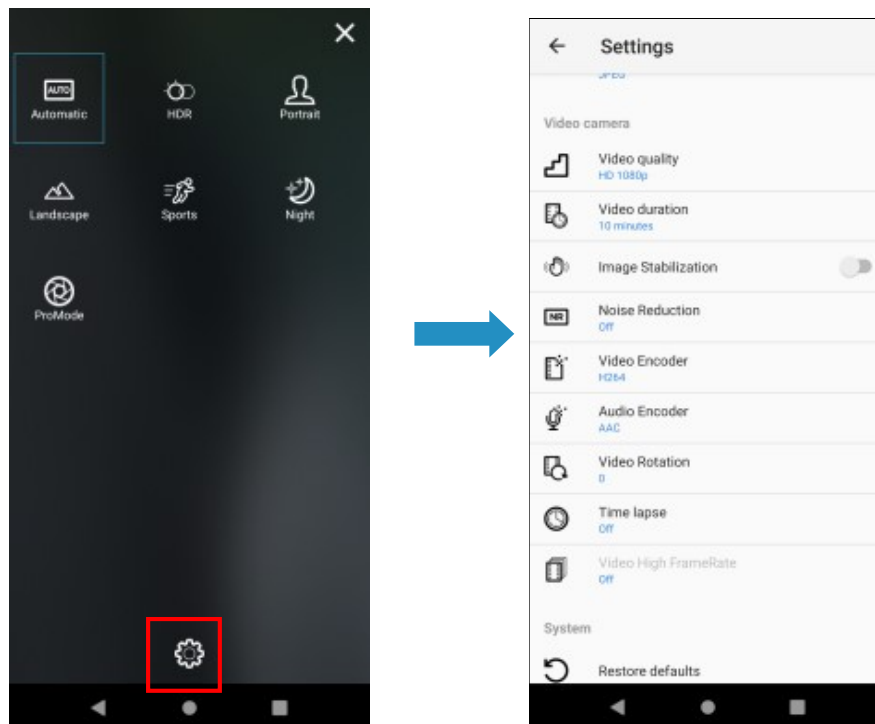 AUTO
Automatic
HDR
Portrait
Landscape
Sports
Night
ProMode
Settings
JPEG
Video camera
Video quality
HD 1080p
Video duration
10 minutes
Image Stabilization
NR
Noise Reduction
Off
Video Encoder
H264
Audio Encoder
AAC
Video Rotation
0
Time lapse
Off
Video High FrameRate
Off
System
Restore defaults